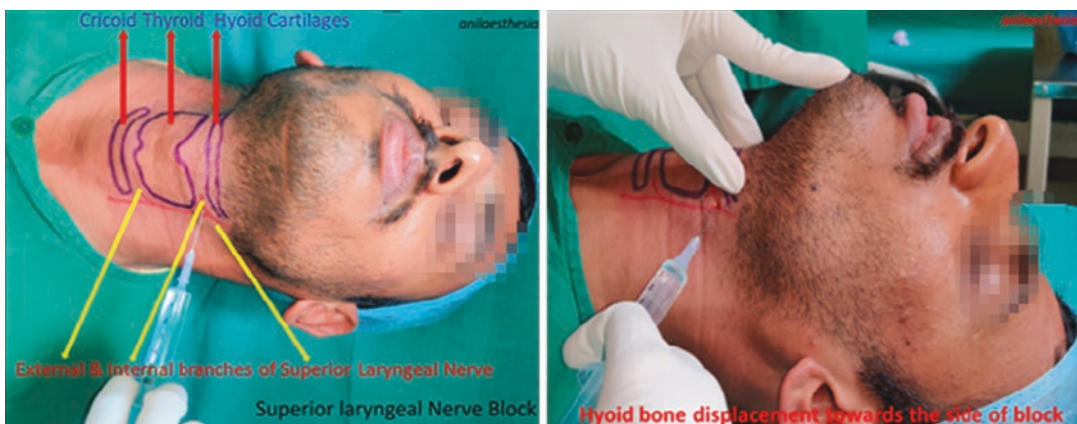 Cricoid Thyroid Hyoid Cartilages
anilaesthesia
External & Internal branches of Superior Laryngeal Nerve
Superior laryngeal Nerve Block
anilaesthesia
Hyoid bone displacement towards the side of block